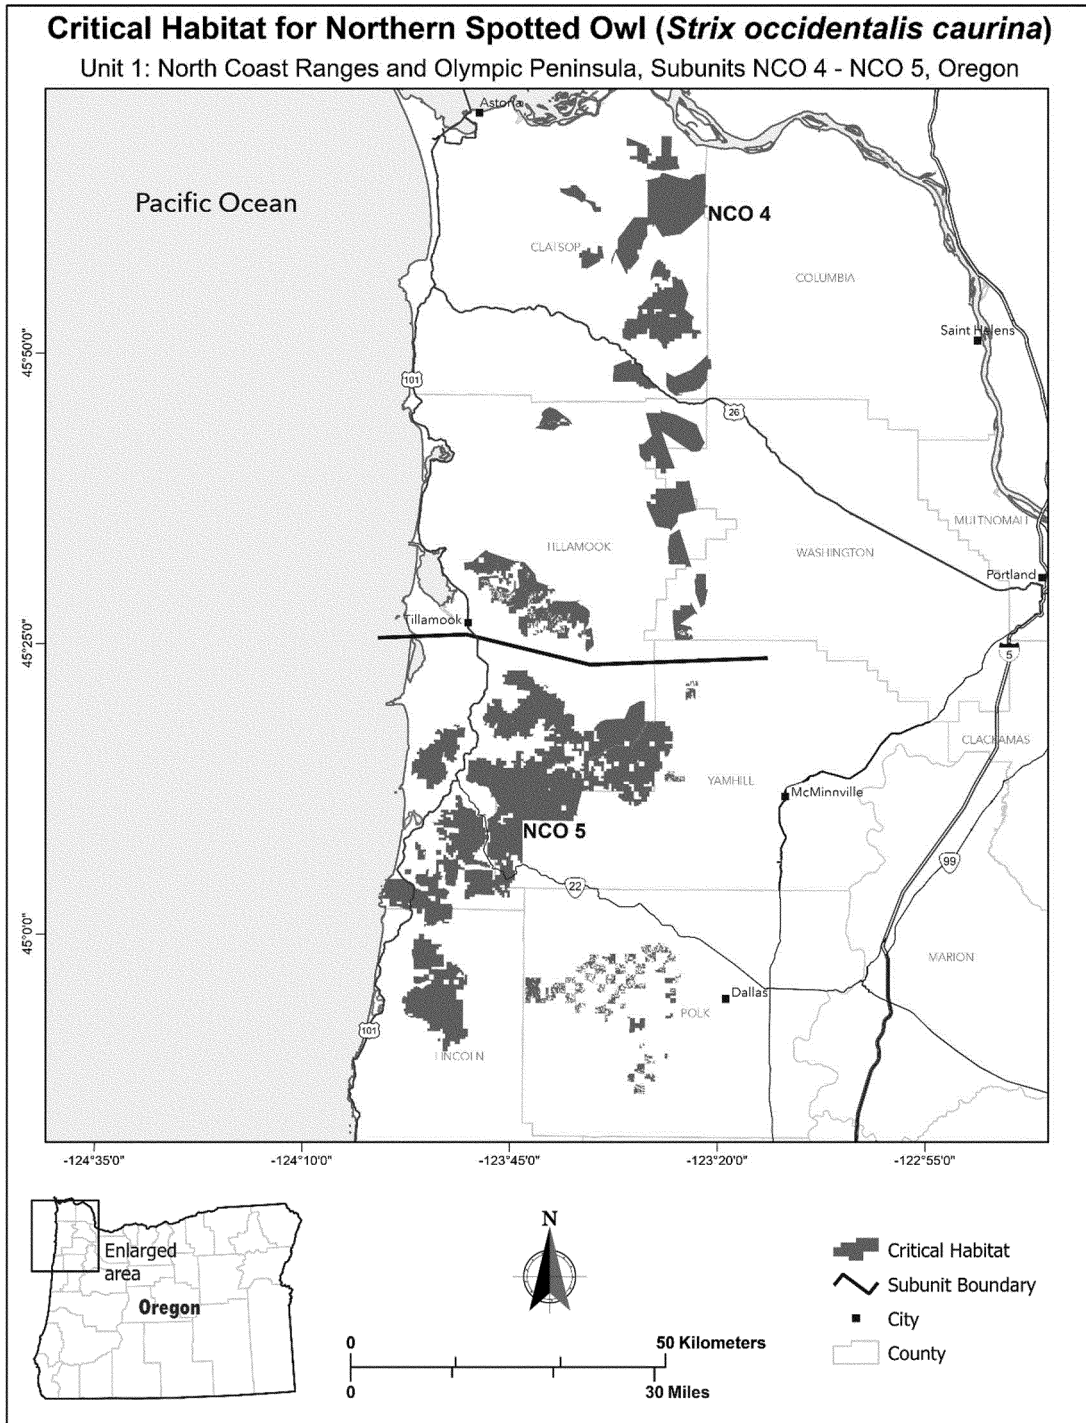 Critical Habitat for Northern Spotted Owl (Strix occidentalis caurina)
Unit 1: North Coast Ranges and Olympic Peninsula, Subunits NCO 4 - NCO 5, Oregon
Astoria
Pacific Ocean
NCO 4
CLATSOP
COLUMBIA
Saint Helens
45°50'0"
101
26
MULTNOMAH
TILLAMOOK
WASHINGTON
Portland
Tillamook
45°25'0"
5
CLACKAMAS
YAMHILL
McMinnville
NCO 5
99
22
45°0'0"
MARION
Dallas
POLK
101
LINCOLN
-124°35'0"
-124°10'0"
-123°45'0"
-123°20'0"
-122°55'0"
Enlarged
area
Oregon
N
Critical Habitat
Subunit Boundary
City
County
0
50 Kilometers
0
30 Miles